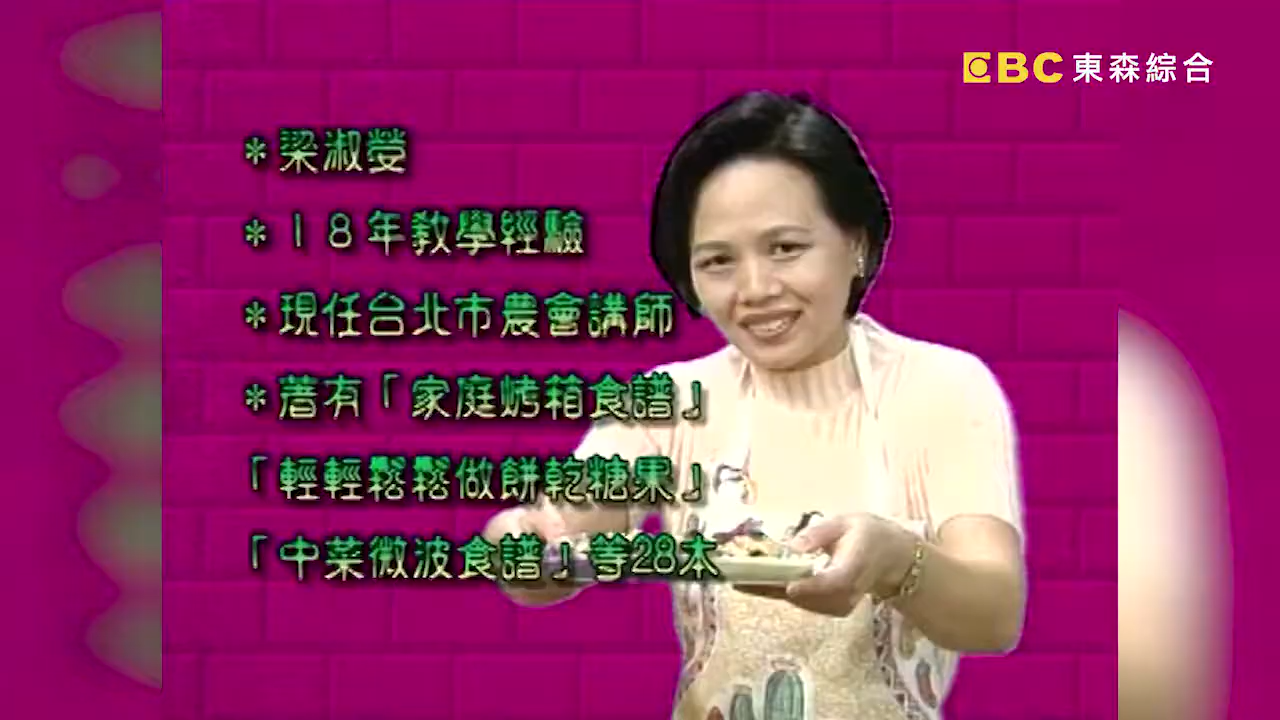 EBC 東森綜合
*梁淑嫈
*18年教學經驗
*現任台北市農會講師
*著有「家庭烤箱食譜」
「輕輕鬆鬆做餅乾糖果」
「中菜微波食譜」等28本